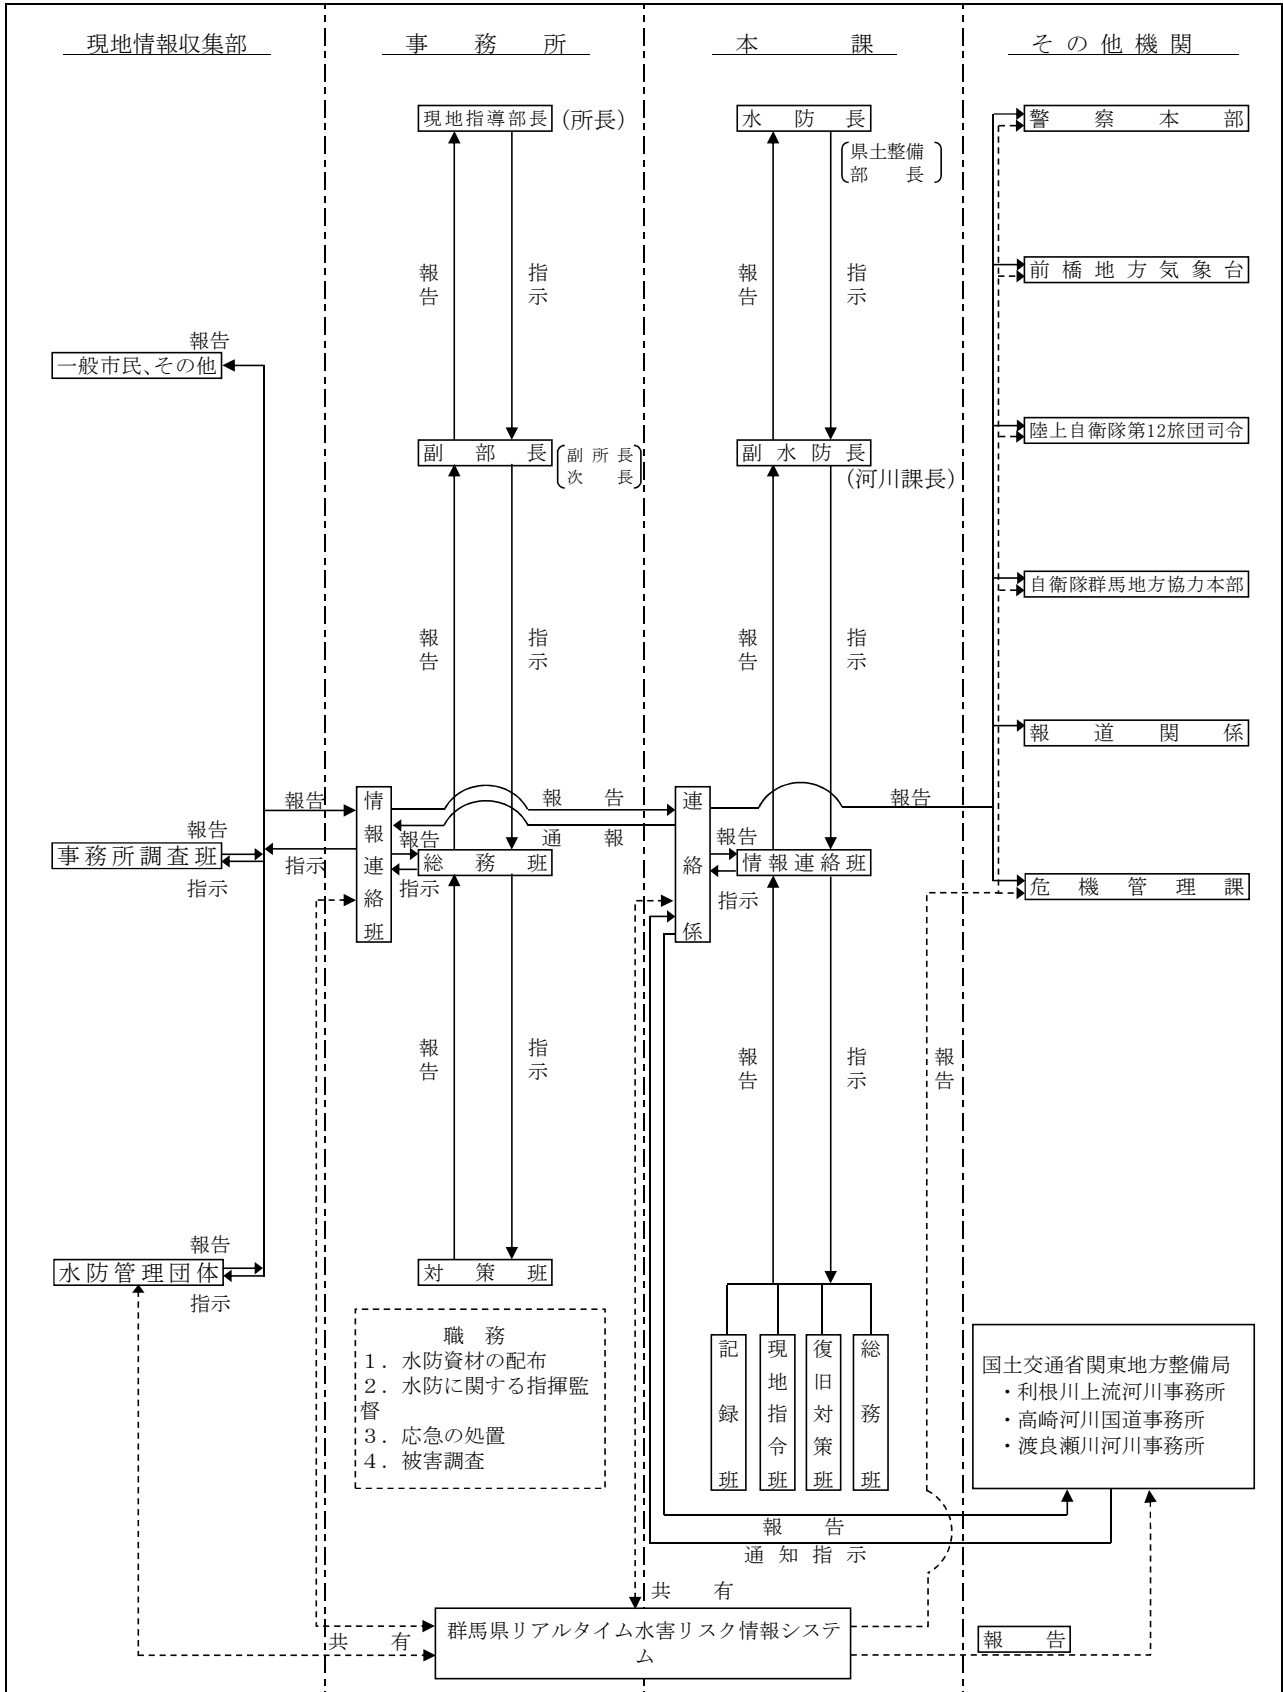 現地情報収集部
事務所
本課
その他機関
現地指導部長
(所長)
水防長
県土整備
部長
警察本部
報告
指示
報告
指示
前橋地方気象台
報告
一般市民、その他
陸上自衛隊第12旅団司令
副部長
副所長
次長
副水防長
(河川課長)
自衛隊群馬地方協力本部
報告
指示
報告
指示
報道関係
報告
情報連絡班
報告
通報
連絡係
報告
報告
事務所調査班
指示
指示
報告
総務班
指示
報告
情報連絡班
指示
危機管理課
報告
指示
報告
指示
報告
報告
水防管理団体
指示
対策班
職務
1．水防資材の配布
2．水防に関する指揮監
督
3．応急の処置
4．被害調査
記録班
現地指令班
復旧対策班
総務班
国土交通省関東地方整備局
・利根川上流河川事務所
・高崎河川国道事務所
・渡良瀬川河川事務所
報告
通知指示
共有
群馬県リアルタイム水害リスク情報システ
ム
共有
報告